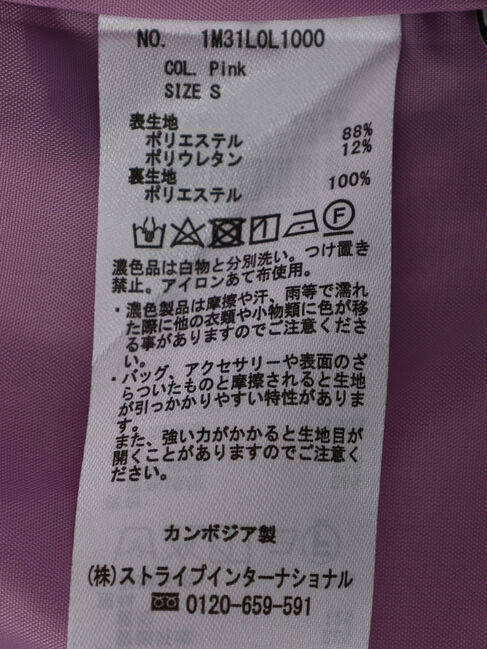 NO. 1M31L0L1000
COL. Pink
SIZE S
表生地
ポリエステル 88%
ポリウレタン 12%
裏生地
ポリエステル 100%
濃色品は白物と分別洗い。つけ置き
禁止。アイロンあて布使用。
・濃色製品は摩擦や汗、雨等で濡れ
た際に他の衣類や小物類に色が移
る事がありますのでご注意くださ
い。
・バッグ、アクセサリーや表面のざ
らついたものと摩擦されると生地
が引っかかりやすい特性がありま
す。
また、強い力がかかると生地目が
開くことがありますのでご注意く
ださい。
カンボジア製
(株)ストライプインターナショナル
0120-659-591